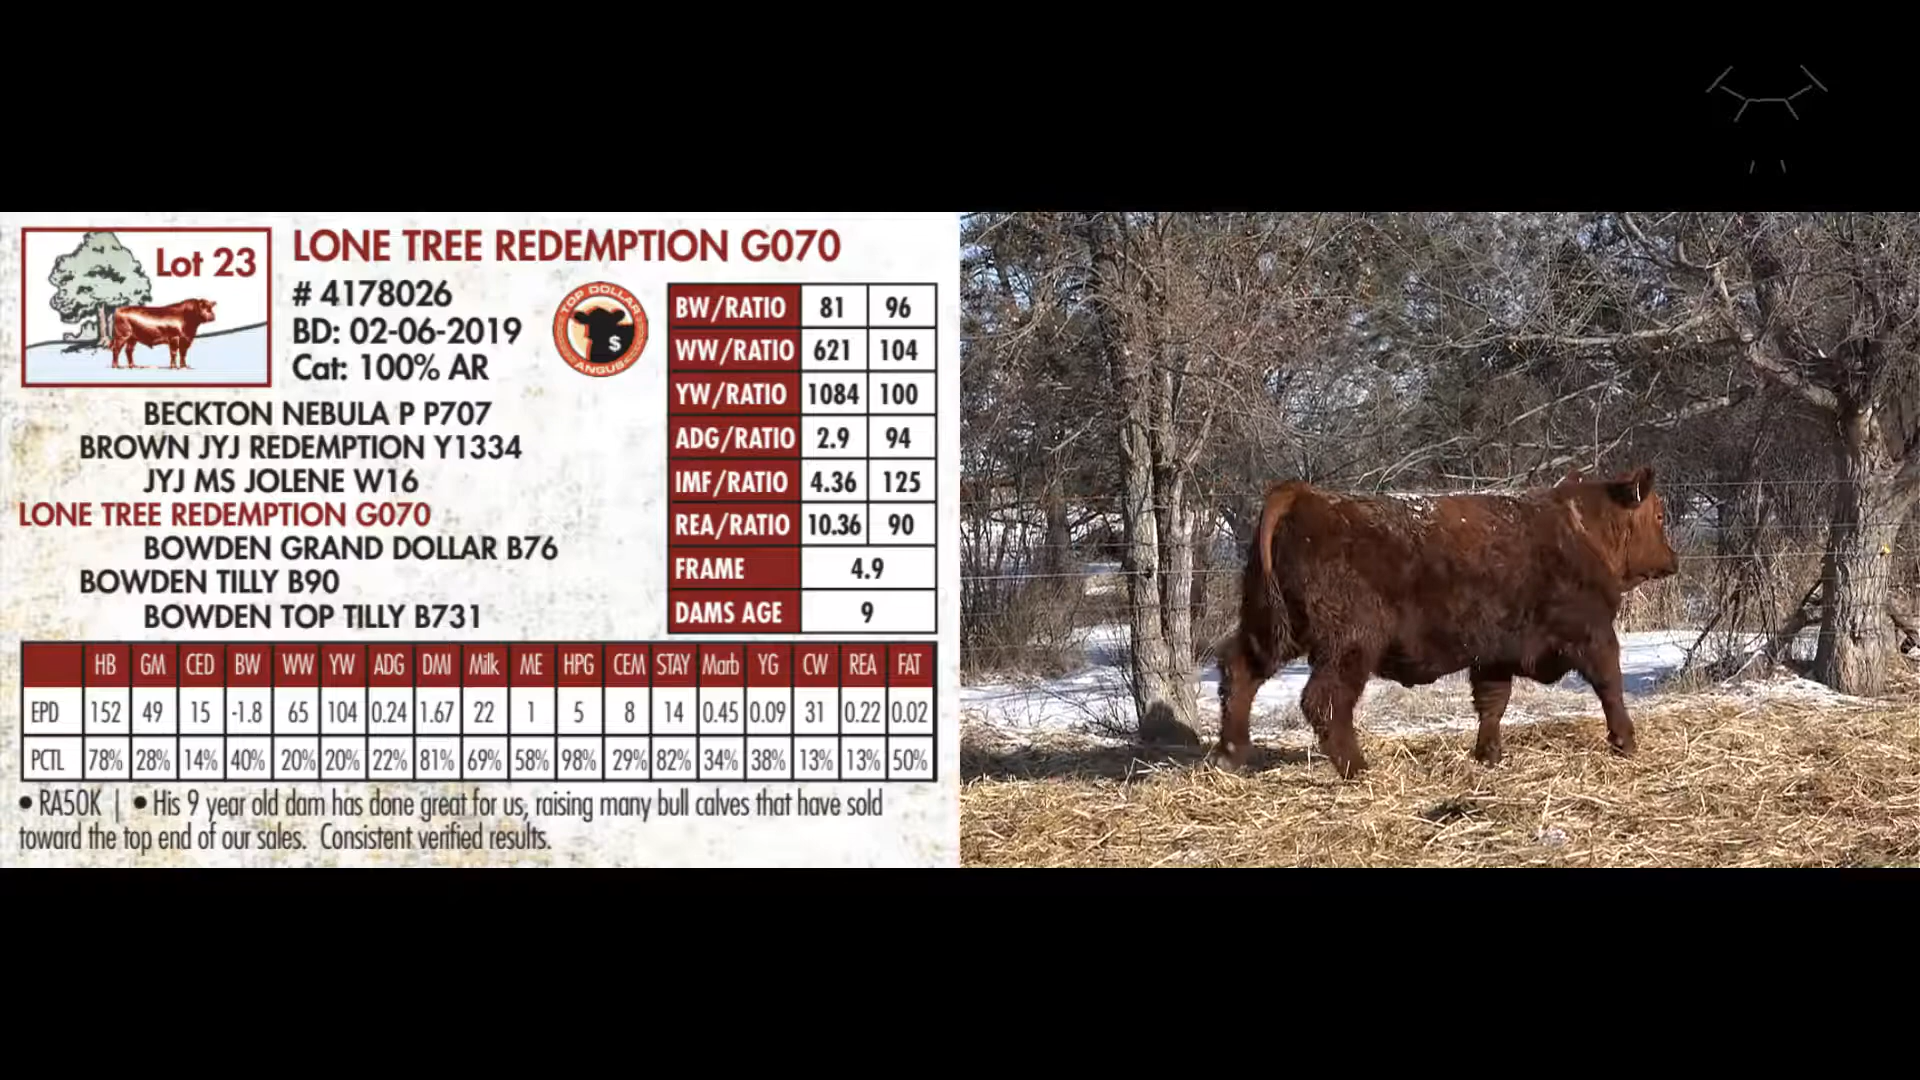 Lot 23
LONE TREE REDEMPTION G070
# 4178026
BD: 02-06-2019
Cat: 100% AR
TOP DOLLAR
$
ANGUS
BECKTON NEBULA P P707
BROWN JYJ REDEMPTION Y1334
JYJ MS JOLENE W16
LONE TREE REDEMPTION G070
BOWDEN GRAND DOLLAR B76
BOWDEN TILLY B90
BOWDEN TOP TILLY B731
BW/RATIO 81 96
WW/RATIO 621 104
YW/RATIO 1084 100
ADG/RATIO 2.9 94
IMF/RATIO 4.36 125
REA/RATIO 10.36 90
FRAME 4.9
DAMS AGE 9
HB GM CED BW WW YW ADG DMI Milk ME HPG CEM STAY Marb YG CW REA FAT
EPD 152 49 15 -1.8 65 104 0.24 1.67 22 1 5 8 14 0.45 0.09 31 0.22 0.02
PCTL 78% 28% 14% 40% 20% 20% 22% 81% 69% 58% 98% 29% 82% 34% 38% 13% 13% 50%
• RA50K | • His 9 year old dam has done great for us, raising many bull calves that have sold
toward the top end of our sales. Consistent verified results.